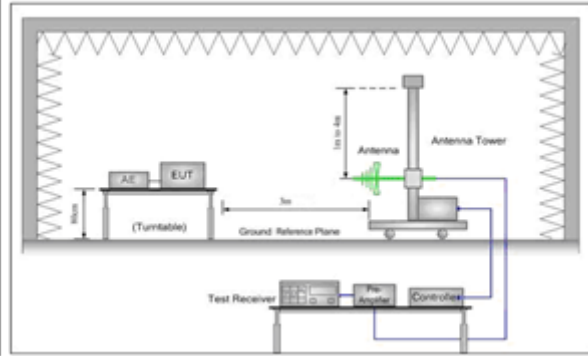 1m to 4m
Antenna
Antenna Tower
AE
EUT
80cm
(Turntable)
3m
Ground Reference Plane
Test Receiver
Pre-
Amplifier
Controller